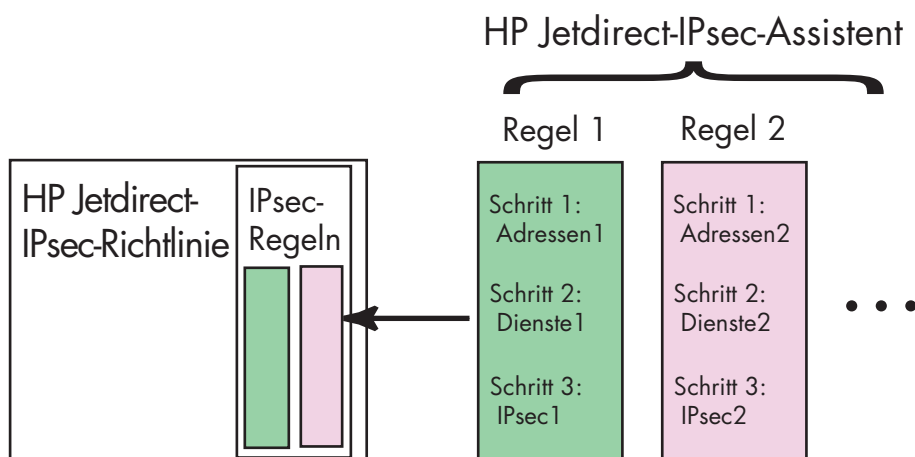 HP Jetdirect-IPsec-Assistent
Regel 1
Regel 2
HP Jetdirect-
IPsec-Richtlinie
IPsec-
Regeln
Schritt 1:
Adressen1
Schritt 2:
Dienste1
Schritt 3:
IPsec1
Schritt 1:
Adressen2
Schritt 2:
Dienste2
Schritt 3:
IPsec2
...